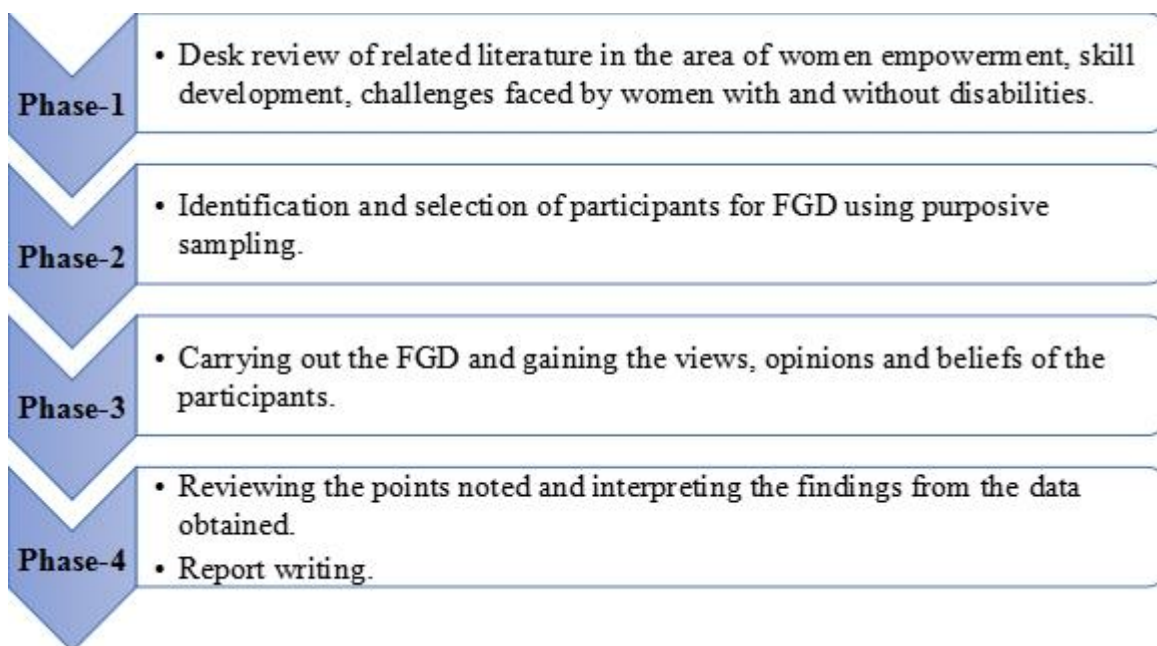 • Desk review of related literature in the area of women empowerment, skill
development, challenges faced by women with and without disabilities.
Phase-1
• Identification and selection of participants for FGD using purposive
sampling.
Phase-2
• Carrying out the FGD and gaining the views, opinions and beliefs of the
participants.
Phase-3
• Reviewing the points noted and interpreting the findings from the data
obtained.
Phase-4
• Report writing.